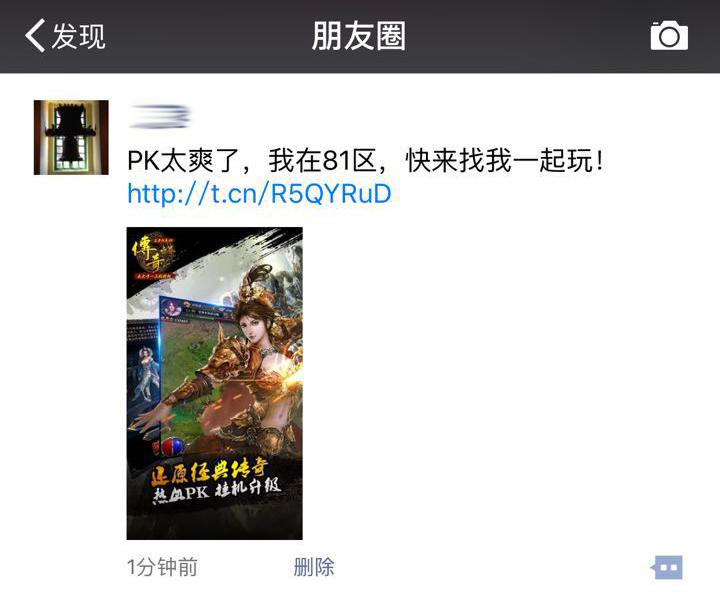 发现
朋友圈
PK太爽了，我在81区，快来找我一起玩！
http://t.cn/R5QYRuD
傳奇
还原经典传奇
热血PK 挂机升级
1分钟前
删除